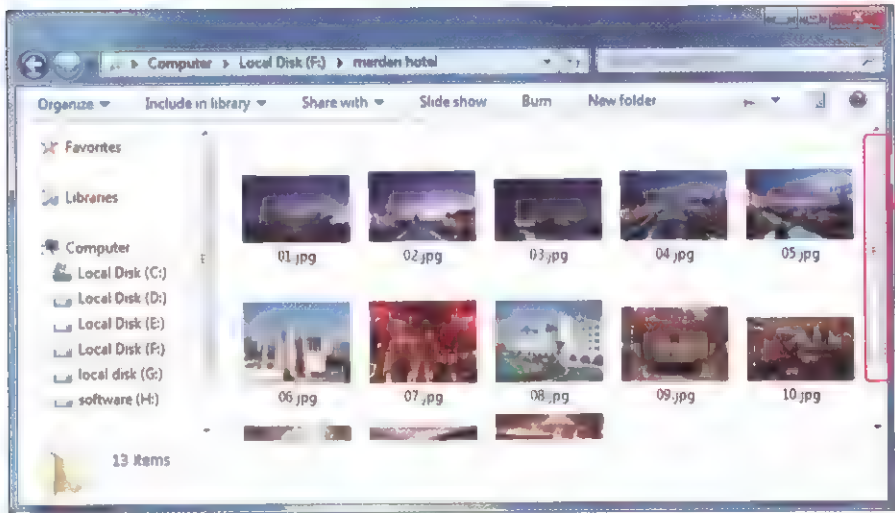 Computer ▸ Local Disk (F:) ▸ mardan hotel
Organize Include in library Share with Slide show Burn New folder
Favorites
Libraries
Computer
Local Disk (C:)
Local Disk (D:)
Local Disk (E:)
Local Disk (F:)
local disk (G:)
software (H:)
01.jpg 02.jpg 03.jpg 04.jpg 05.jpg
06.jpg 07.jpg 08.jpg 09.jpg 10.jpg
13 items